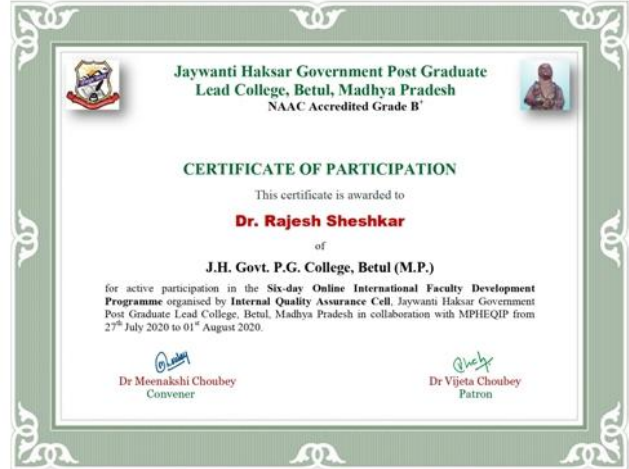 Jaywanti Haksar Government Post Graduate
Lead College, Betul, Madhya Pradesh
NAAC Accredited Grade B+
CERTIFICATE OF PARTICIPATION
This certificate is awarded to
Dr. Rajesh Sheshkar
of
J.H. Govt. P.G. College, Betul (M.P.)
for active participation in the Six-day Online International Faculty Development
Programme organised by Internal Quality Assurance Cell, Jaywanti Haksar Government
Post Graduate Lead College, Betul, Madhya Pradesh in collaboration with MPHEQIP from
27th July 2020 to 01st August 2020.
Dr Meenakshi Choubey
Convener
Dr Vijeta Choubey
Patron